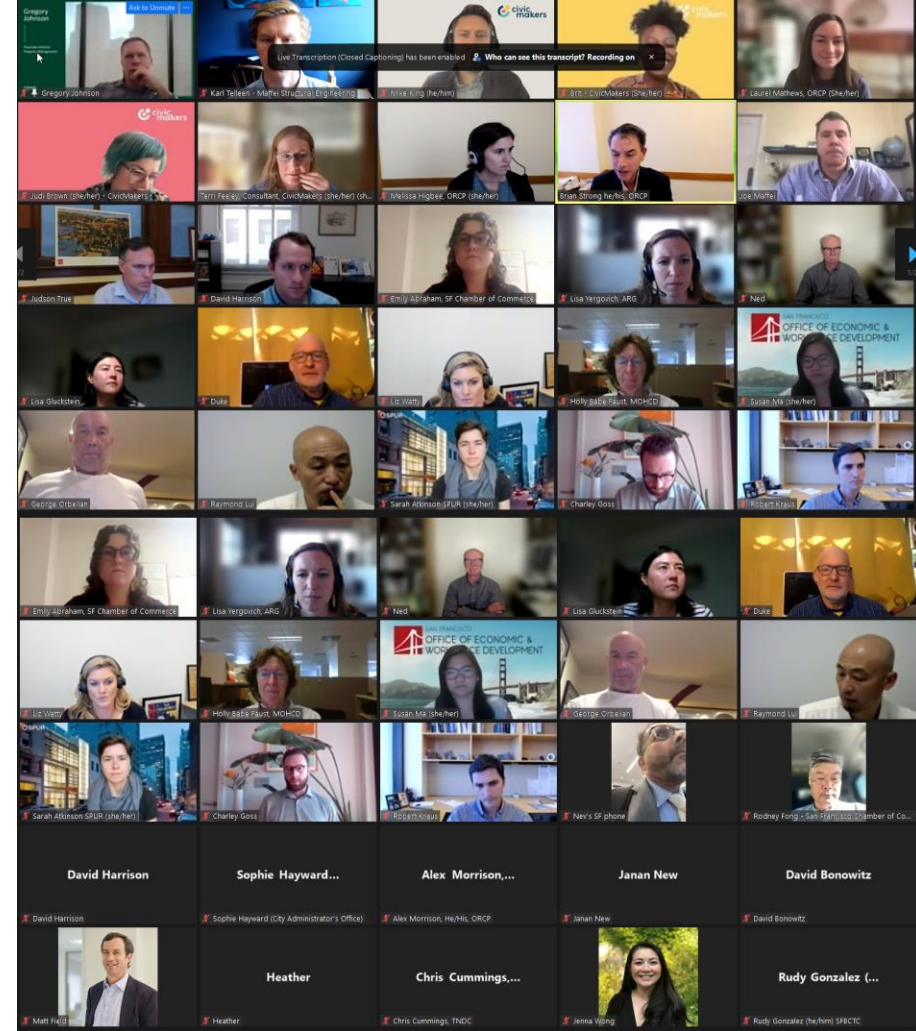 Gregory
Johnson
Ask to Unmute
civic
makers
makers
Live Transcription (Closed Captioning) has been enabled
Who can see this transcript? Recording on
Gregory Johnson
Karl Telleen - Maffei Structural Engineering
Mike King (he/him)
Brit - CivicMakers (She/her)
Laurel Mathews, ORCP (She/her)
civic
makers
Judi Brown (she/her) - CivicMakers
Terri Feeley, Consultant, CivicMakers (she/her) (sh...
Melissa Higbee, ORCP (she/her)
Brian Strong he/his, ORCP
Joe Maffei
Judson True
David Harrison
Emily Abraham, SF Chamber of Commerce
Lisa Yergovich, ARG
Ned
SAN FRANCISCO
OFFICE OF ECONOMIC &
WORKFORCE DEVELOPMENT
Lisa Gluckstein
Duke
Liz Watty
Holly Babe Faust, MOHCD
Susan Ma (she/her)
SPUR
George Orbelian
Raymond Lui
Sarah Atkinson SPUR (she/her)
Charley Goss
Robert Kraus
Emily Abraham, SF Chamber of Commerce
Lisa Yergovich, ARG
Ned
Lisa Gluckstein
Duke
SAN FRANCISCO
OFFICE OF ECONOMIC &
WORKFORCE DEVELOPMENT
Liz Watty
Holly Babe Faust, MOHCD
Susan Ma (she/her)
George Orbelian
Raymond Lui
SPUR
Sarah Atkinson SPUR (she/her)
Charley Goss
Robert Kraus
Nev's SF phone
Rodney Fong - San Francisco Chamber of Co...
David Harrison
Sophie Hayward...
Alex Morrison,...
Janan New
David Bonowitz
David Harrison
Sophie Hayward (City Administrator's Office)
Alex Morrison, He/His, ORCP
Janan New
David Bonowitz
Heather
Chris Cummings,...
Rudy Gonzalez (...
Matt Field
Heather
Chris Cummings, TNDC
Jenna Wong
Rudy Gonzalez (he/him) SFBCTC